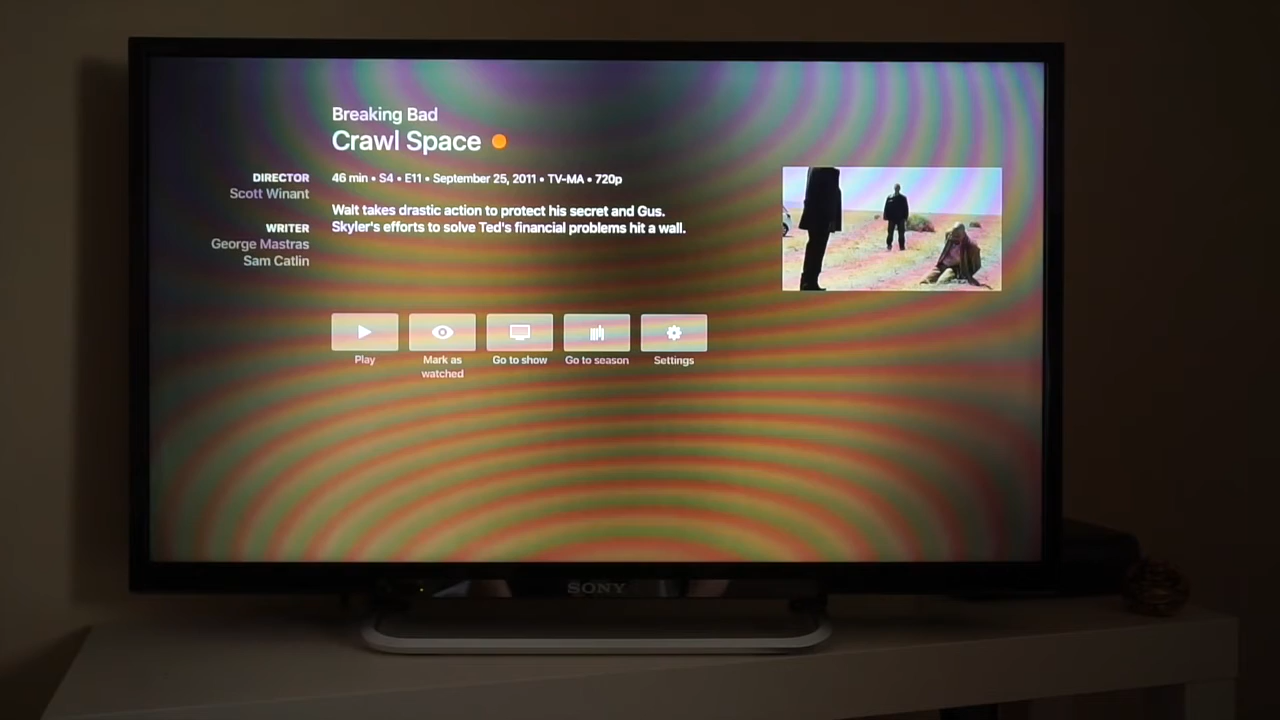 Breaking Bad
Crawl Space
DIRECTOR
Scott Winant
WRITER
George Mastras
Sam Catlin
46 min • S4 • E11 • September 25, 2011 • TV-MA • 720p
Walt takes drastic action to protect his secret and Gus.
Skyler's efforts to solve Ted's financial problems hit a wall.
Play
Mark as
watched
Go to show
Go to season
Settings
SONY